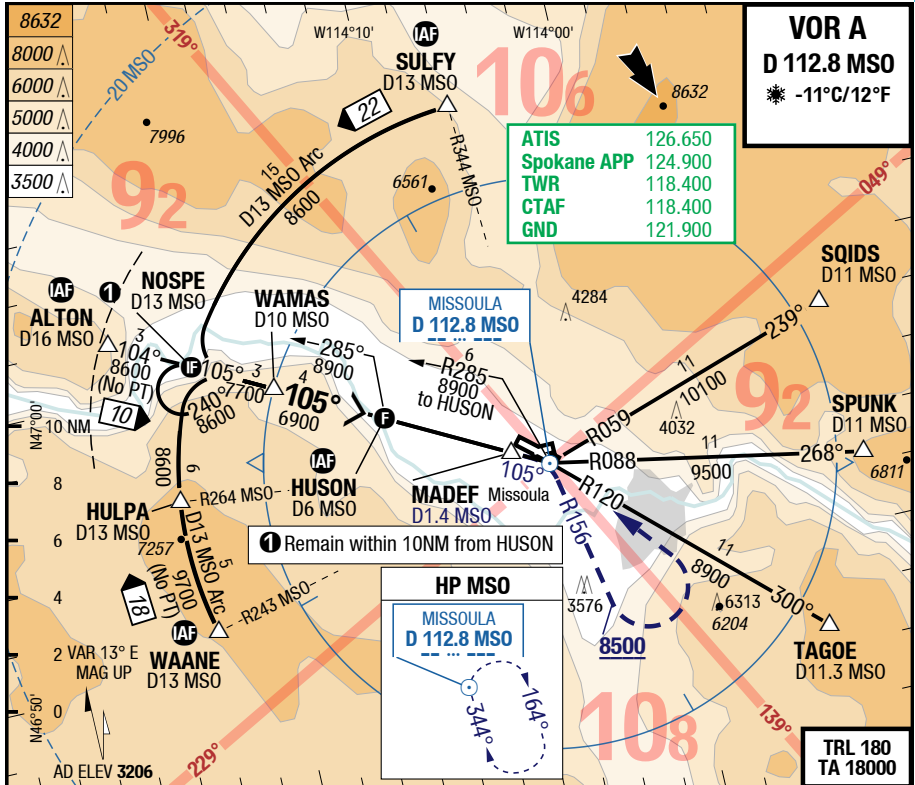 8632
8000
6000
5000
4000
3500
VOR A
D 112.8 MSO
-11°C/12°F
20 MSO
319°
W114°10'
W114°00'
IAF
SULFY
D13 MSO
22
R344 MSO
106
8632
7996
15
D13 MSO Arc
8600
6561
ATIS 126.650
Spokane APP 124.900
TWR 118.400
CTAF 118.400
GND 121.900
049°
92
SQIDS
D11 MSO
IAF
1
ALTON
D16 MSO
NOSPE
D13 MSO
WAMAS
D10 MSO
MISSOULA
D 112.8 MSO
4284
239°
3
104°
8600
(No PT)
IF
105°
3
7700
4
105°
6900
285°
8900
6
R285
8900
to HUSON
11
10100
R059
92
10
240°
8600
F
4032
SPUNK
D11 MSO
N47°00'
10 NM
IAF
HUSON
D6 MSO
MADEF
D1.4 MSO
105°
Missoula
R088
11
9500
268°
6811
8600
6
8
HULPA
D13 MSO
R264 MSO
R156
R120
11
8900
300°
7257
6
1 Remain within 10NM from HUSON
D13 MSO Arc
5
9700
(No PT)
4
18
R243 MSO
IAF
WAANE
D13 MSO
HP MSO
MISSOULA
D 112.8 MSO
344°
164°
3576
8500
6313
6204
TAGOE
D11.3 MSO
2
VAR 13° E
MAG UP
0
N46°50'
108
139°
229°
AD ELEV 3206
TRL 180
TA 18000